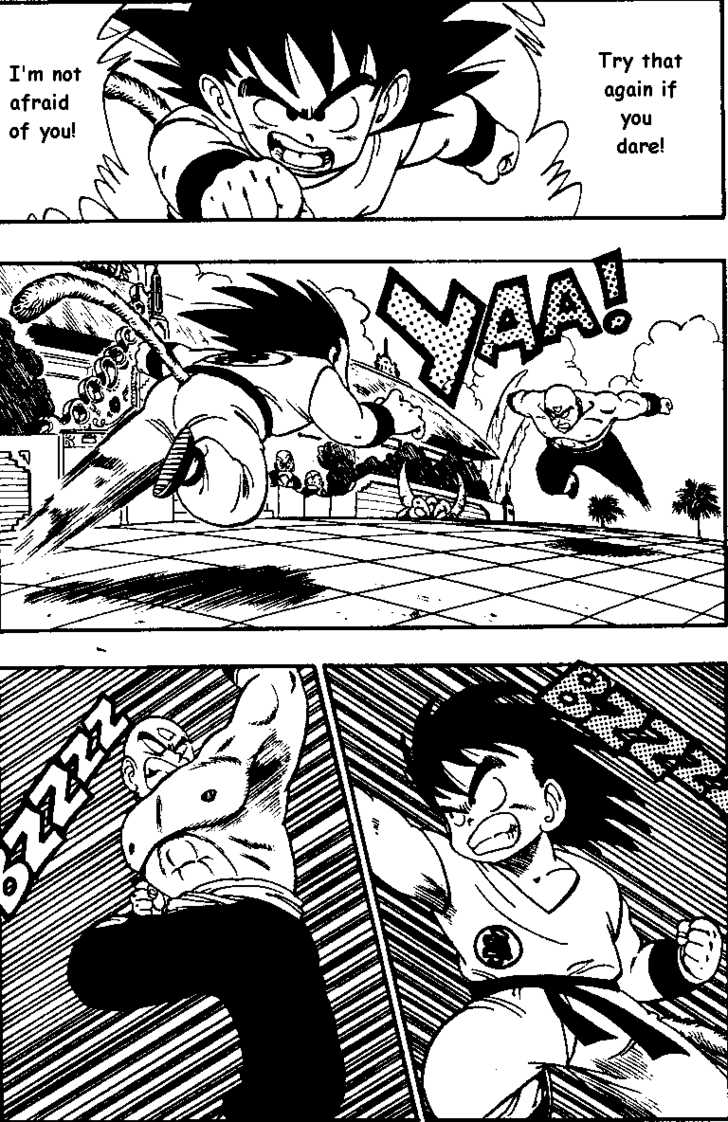 I'm not
afraid
of you!
Try that
again if
you
dare!
YAA!
BZZZZ
BZZZZ